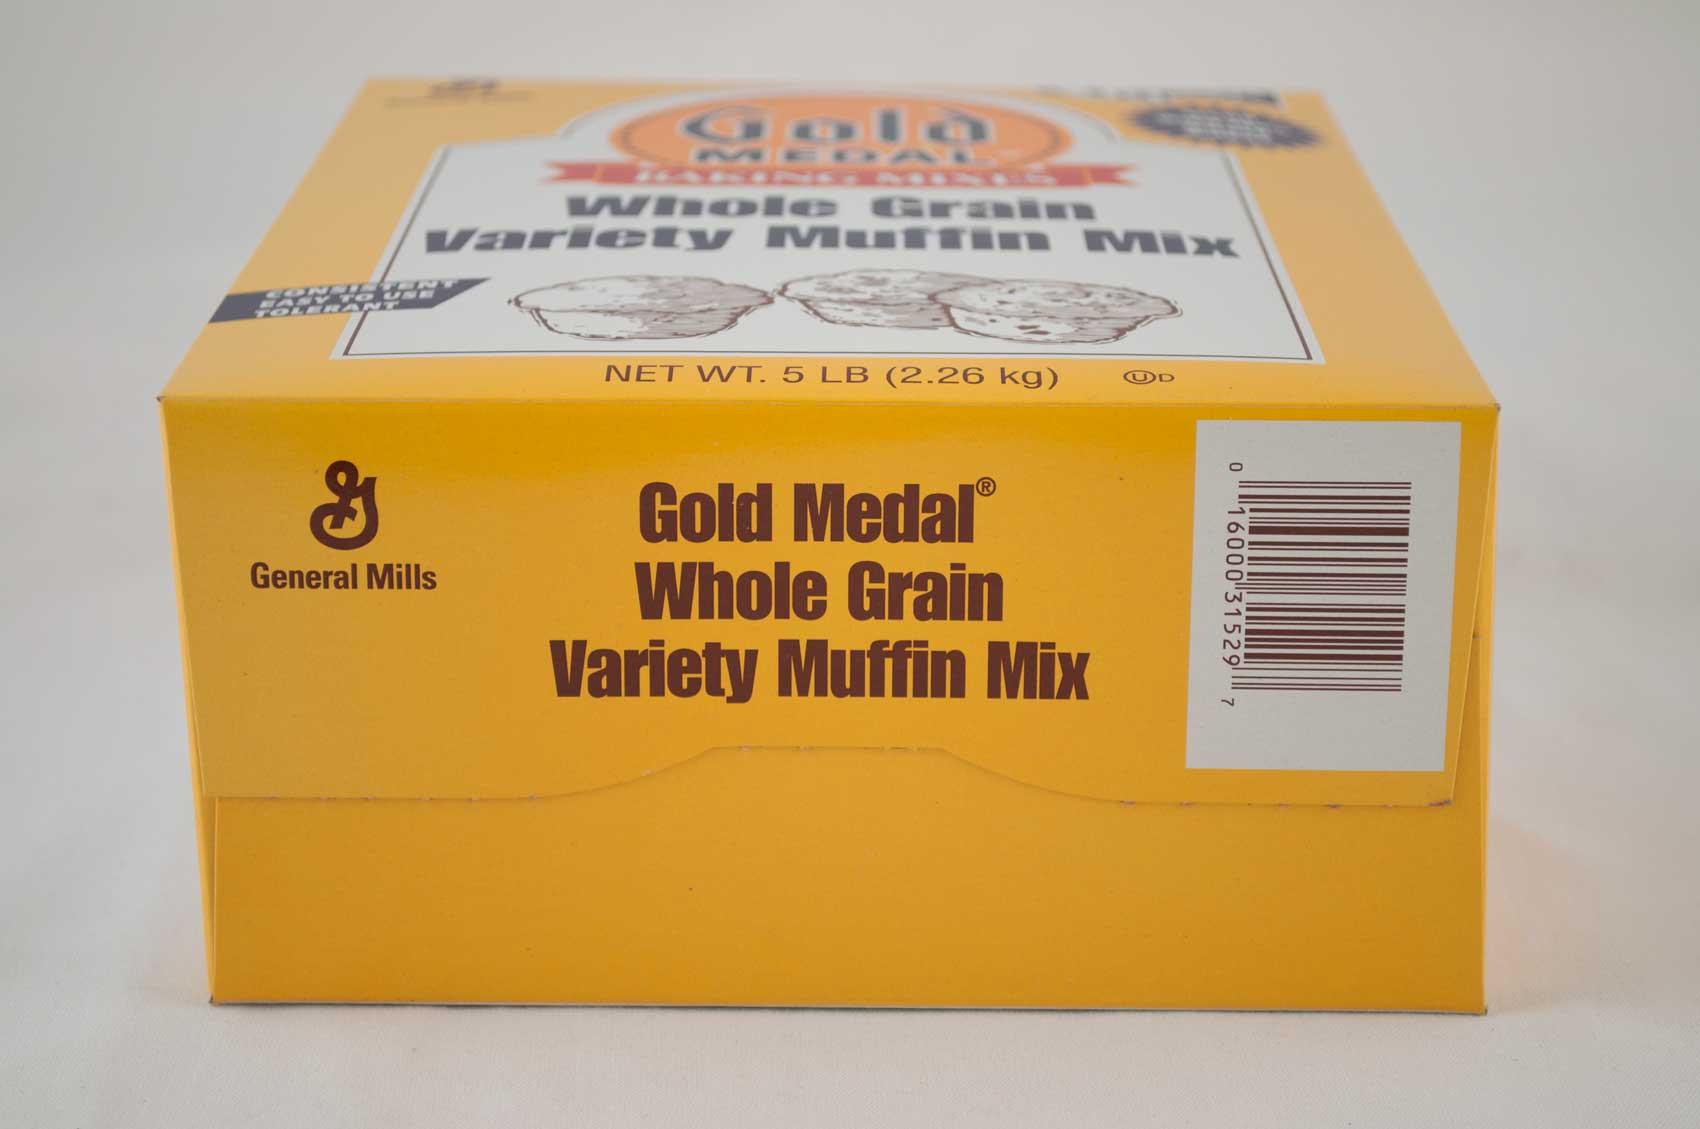 Gold
MEDAL
BAKING MIXES
Whole Grain
Variety Muffin Mix
CONSISTENT
EASY TO USE
TOLERANT
NET WT. 5 LB (2.26 kg)
U D
General Mills
Gold Medal®
Whole Grain
Variety Muffin Mix
0 16000 31529 7